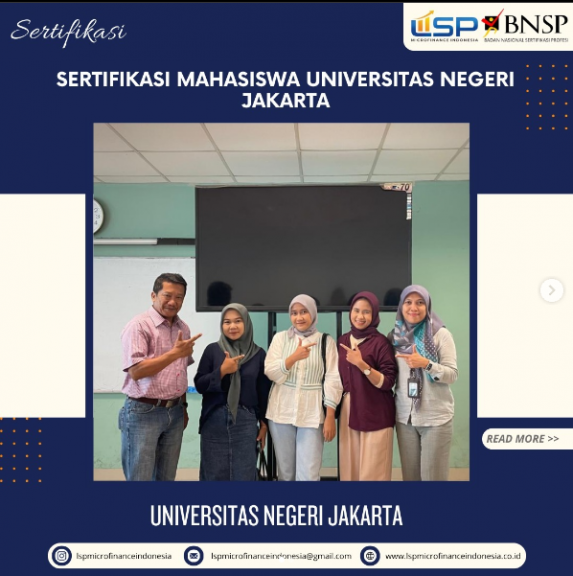 Sertifikasi
LSP
MICROFINANCE INDONESIA
BNSP
BADAN NASIONAL SERTIFIKASI PROFESI
SERTIFIKASI MAHASISWA UNIVERSITAS NEGERI
JAKARTA
READ MORE >>
UNIVERSITAS NEGERI JAKARTA
lspmicrofinanceindonesia
lspmicrofinanceindonesia@gmail.com
www.lspmicrofinanceindonesia.co.id